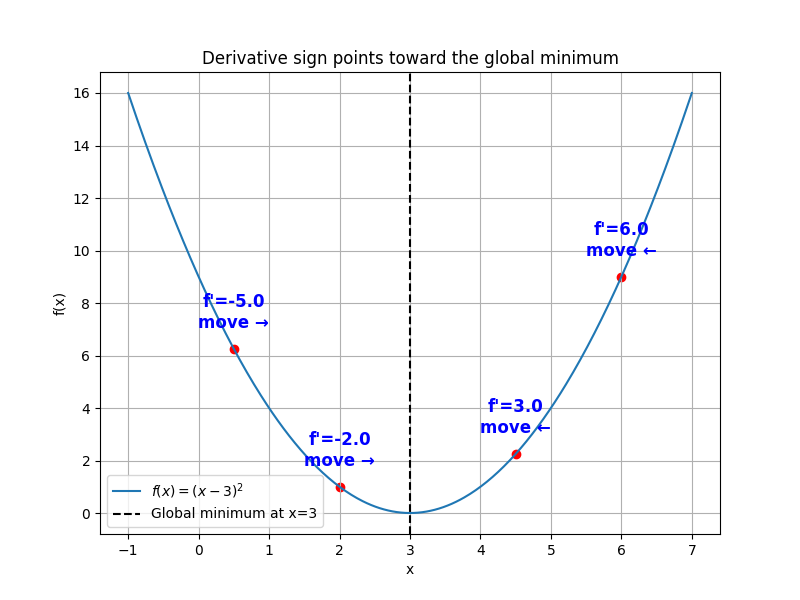 Derivative sign points toward the global minimum
f(x)
16
14
12
10
8
6
4
2
0
f'=-5.0
move →
f'=-2.0
move →
f'=3.0
move ←
f'=6.0
move ←
f(x) = (x − 3)²
Global minimum at x=3
−1 0 1 2 3 4 5 6 7
x